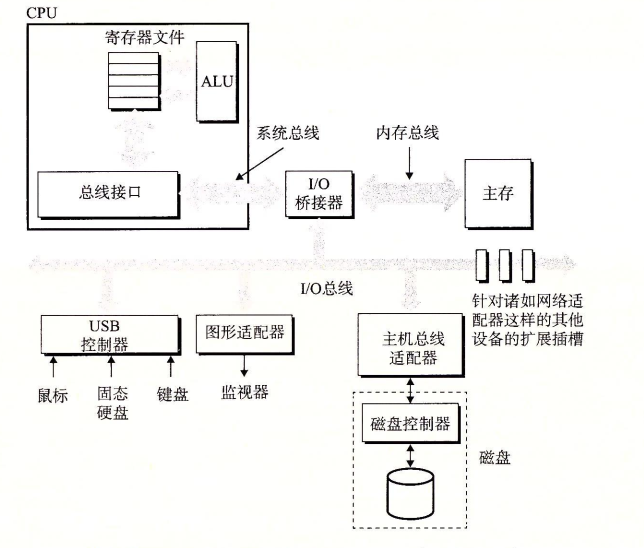 CPU
寄存器文件
ALU
系统总线
内存总线
总线接口
I/O
桥接器
主存
I/O总线
针对诸如网络适
配器这样的其他
设备的扩展插槽
USB
控制器
图形适配器
主机总线
适配器
鼠标
固态
硬盘
键盘
监视器
磁盘控制器
磁盘